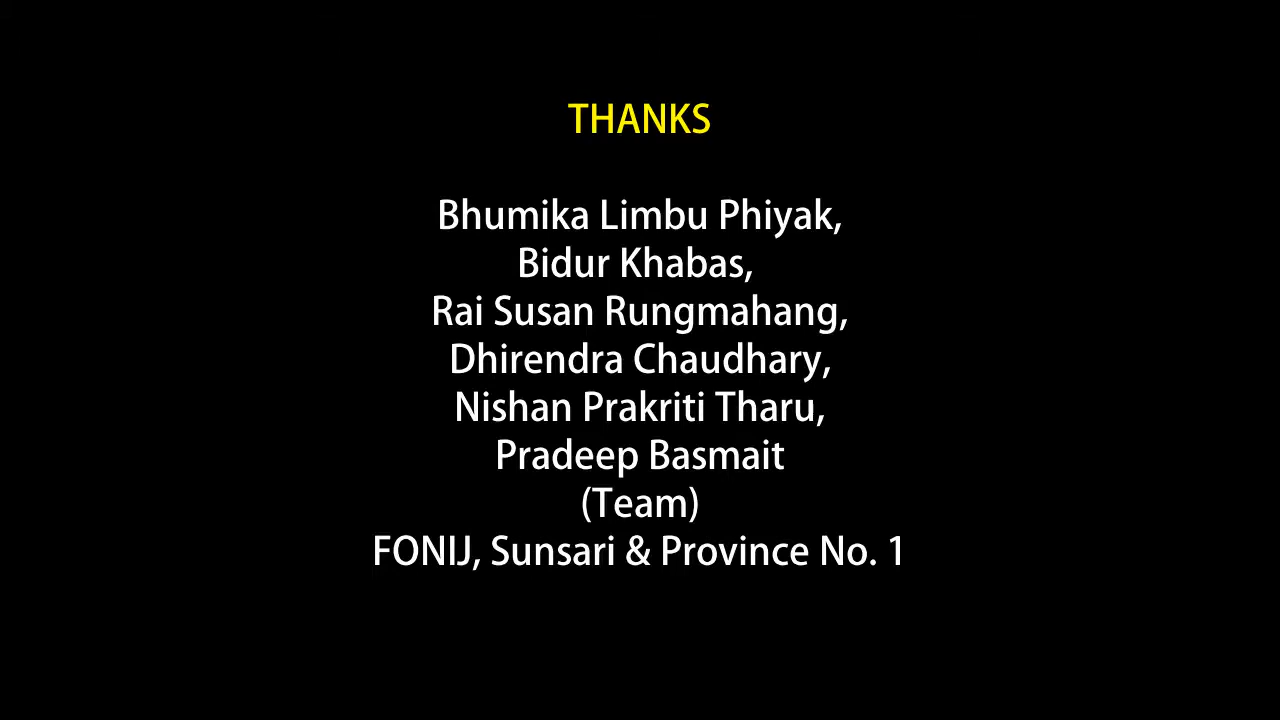 THANKS
Bhumika Limbu Phiyak,
Bidur Khabas,
Rai Susan Rungmahang,
Dhirendra Chaudhary,
Nishan Prakriti Tharu,
Pradeep Basmait
(Team)
FONIJ, Sunsari & Province No. 1